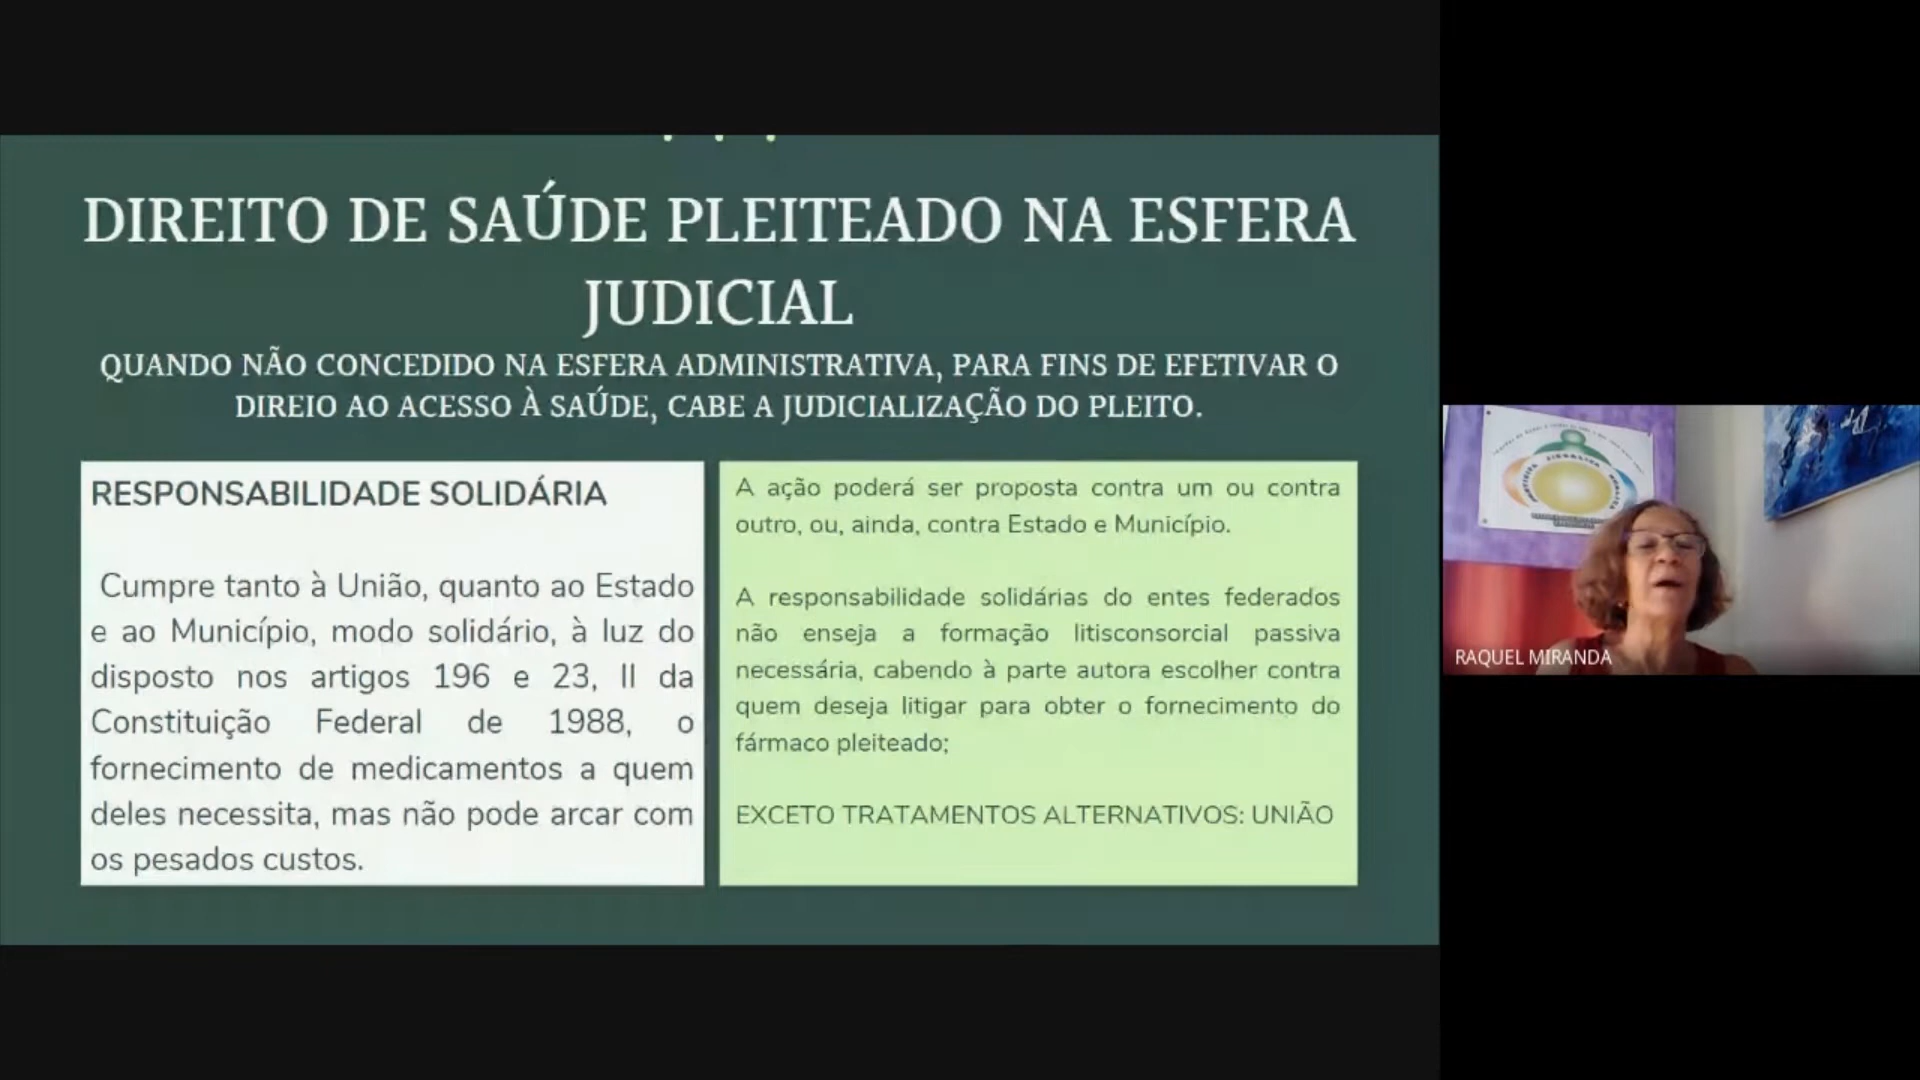 DIREITO DE SAÚDE PLEITEADO NA ESFERA
JUDICIAL
QUANDO NÃO CONCEDIDO NA ESFERA ADMINISTRATIVA, PARA FINS DE EFETIVAR O
DIREIO AO ACESSO À SAÚDE, CABE A JUDICIALIZAÇÃO DO PLEITO.
RESPONSABILIDADE SOLIDÁRIA
Cumpre tanto à União, quanto ao Estado
e ao Município, modo solidário, à luz do
disposto nos artigos 196 e 23, II da
Constituição Federal de 1988, o
fornecimento de medicamentos a quem
deles necessita, mas não pode arcar com
os pesados custos.
A ação poderá ser proposta contra um ou contra
outro, ou, ainda, contra Estado e Município.
A responsabilidade solidárias do entes federados
não enseja a formação litisconsorcial passiva
necessária, cabendo à parte autora escolher contra
quem deseja litigar para obter o fornecimento do
fármaco pleiteado;
EXCETO TRATAMENTOS ALTERNATIVOS: UNIÃO
RAQUEL MIRANDA